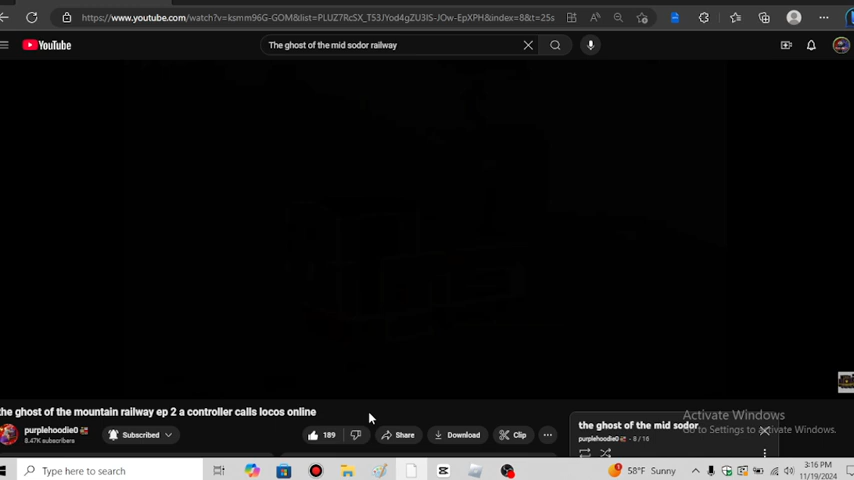 https://www.youtube.com/watch?v=ksmm96G-GOM&list=PLUZ7RcSX_T53JYod4gZU3IS-JOw-EpXPH&index=8&t=25s
YouTube
The ghost of the mid sodor railway
the ghost of the mountain railway ep 2 a controller calls locos online
purplehoodie0
8.47K subscribers
Subscribed
189
Share
Download
Clip
the ghost of the mid sodor
purplehoodie0
- 8 / 16
Activate Windows
Go to Settings to activate Windows.
Type here to search
58°F Sunny
3:16 PM
11/19/2024